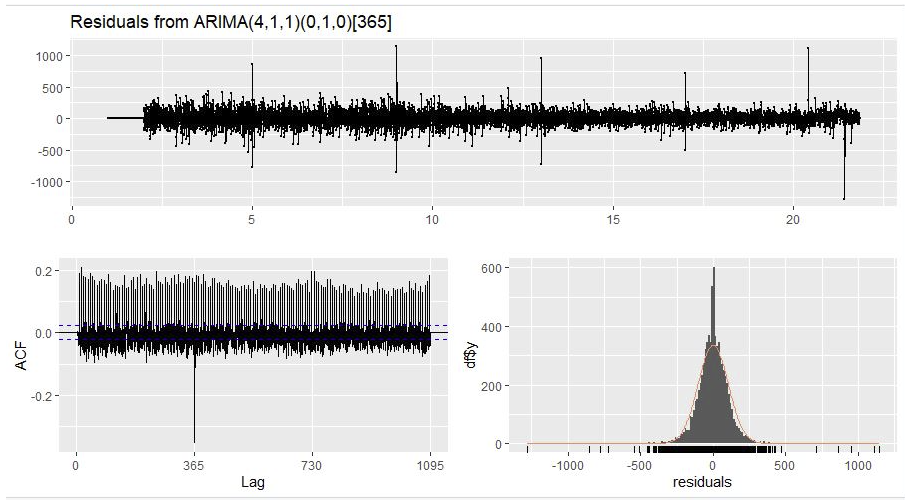 Residuals from ARIMA(4,1,1)(0,1,0)[365]
1000
500
0
-500
-1000
0 5 10 15 20
ACF
0.2
0.0
-0.2
0 365 730 1095
Lag
df$y
600
400
200
0
-1000 -500 0 500 1000
residuals